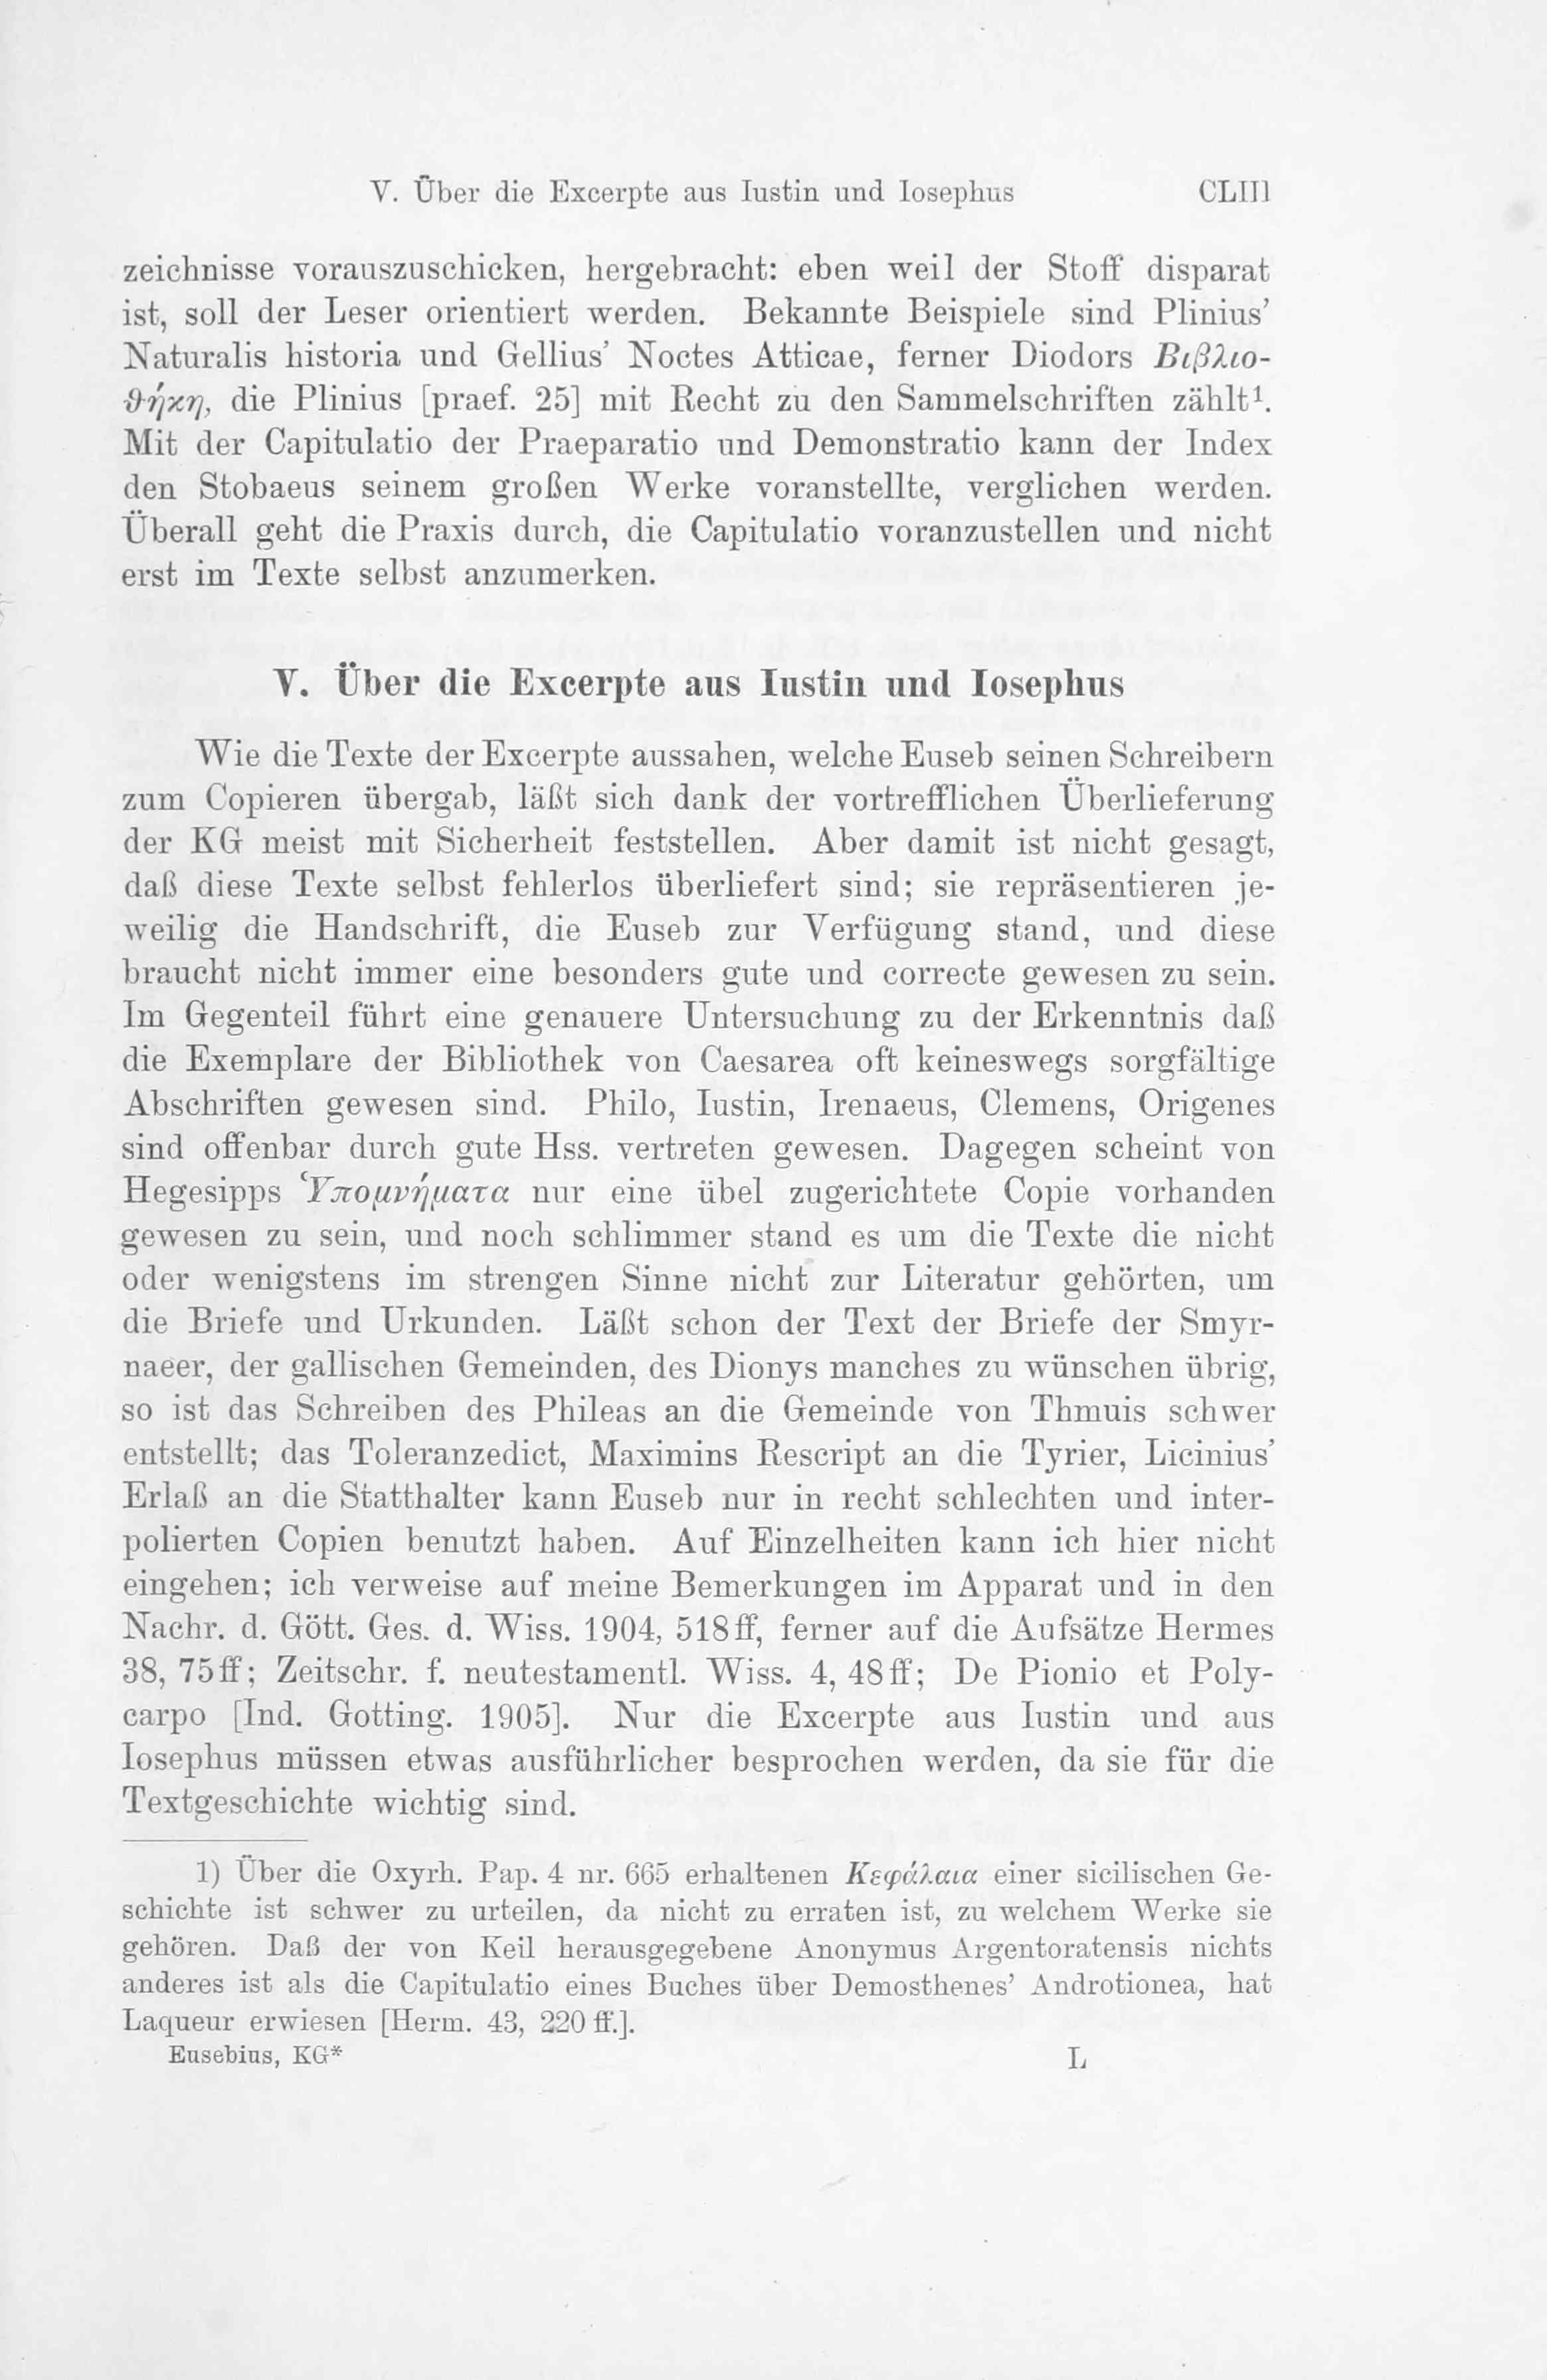 V. Über die Excerpte aus Iustin und Iosephus CLIII
zeichnisse vorauszuschicken, hergebracht: eben weil der Stoff disparat
ist, soll der Leser orientiert werden. Bekannte Beispiele sind Plinius’
Naturalis historia und Gellius’ Noctes Atticae, ferner Diodors Βιβλιο-
θήκη, die Plinius [praef. 25] mit Recht zu den Sammelschriften zählt¹.
Mit der Capitulatio der Praeparatio und Demonstratio kann der Index
den Stobaeus seinem großen Werke voranstellte, verglichen werden.
Überall geht die Praxis durch, die Capitulatio voranzustellen und nicht
erst im Texte selbst anzumerken.
V. Über die Excerpte aus Iustin und Iosephus
Wie die Texte der Excerpte aussahen, welche Euseb seinen Schreibern
zum Copieren übergab, läßt sich dank der vortrefflichen Überlieferung
der KG meist mit Sicherheit feststellen. Aber damit ist nicht gesagt,
daß diese Texte selbst fehlerlos überliefert sind; sie repräsentieren je-
weilig die Handschrift, die Euseb zur Verfügung stand, und diese
braucht nicht immer eine besonders gute und correcte gewesen zu sein.
Im Gegenteil führt eine genauere Untersuchung zu der Erkenntnis daß
die Exemplare der Bibliothek von Caesarea oft keineswegs sorgfältige
Abschriften gewesen sind. Philo, Iustin, Irenaeus, Clemens, Origenes
sind offenbar durch gute Hss. vertreten gewesen. Dagegen scheint von
Hegesipps Ὑπομνήματα nur eine übel zugerichtete Copie vorhanden
gewesen zu sein, und noch schlimmer stand es um die Texte die nicht
oder wenigstens im strengen Sinne nicht zur Literatur gehörten, um
die Briefe und Urkunden. Läßt schon der Text der Briefe der Smyr-
naeer, der gallischen Gemeinden, des Dionys manches zu wünschen übrig,
so ist das Schreiben des Phileas an die Gemeinde von Thmuis schwer
entstellt; das Toleranzedict, Maximins Rescript an die Tyrier, Licinius’
Erlaß an die Statthalter kann Euseb nur in recht schlechten und inter-
polierten Copien benutzt haben. Auf Einzelheiten kann ich hier nicht
eingehen; ich verweise auf meine Bemerkungen im Apparat und in den
Nachr. d. Gött. Ges. d. Wiss. 1904, 518ff, ferner auf die Aufsätze Hermes
38, 75ff; Zeitschr. f. neutestamentl. Wiss. 4, 48ff; De Pionio et Poly-
carpo [Ind. Gotting. 1905]. Nur die Excerpte aus Iustin und aus
Iosephus müssen etwas ausführlicher besprochen werden, da sie für die
Textgeschichte wichtig sind.
1) Über die Oxyrh. Pap. 4 nr. 665 erhaltenen Κεφάλαια einer sicilischen Ge-
schichte ist schwer zu urteilen, da nicht zu erraten ist, zu welchem Werke sie
gehören. Daß der von Keil herausgegebene Anonymus Argentoratensis nichts
anderes ist als die Capitulatio eines Buches über Demosthenes’ Androtionea, hat
Laqueur erwiesen [Herm. 43, 220 ff.].
Eusebius, KG* L